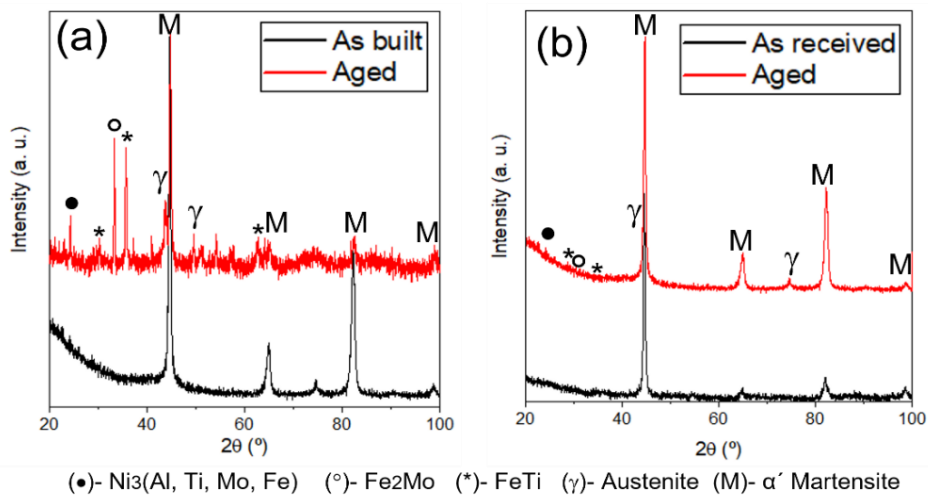 (a)
M
As built
Aged
Intensity (a. u.)
○
*
●
*
γ
γ
*
M
M
M
20
40
60
80
100
2θ (º)
(b)
M
As received
Aged
Intensity (a. u.)
●
*
○
*
γ
M
γ
M
M
20
40
60
80
100
2θ (º)
(●)- Ni3(Al, Ti, Mo, Fe) (○)- Fe2Mo (*)- FeTi (γ)- Austenite (M)- α´ Martensite